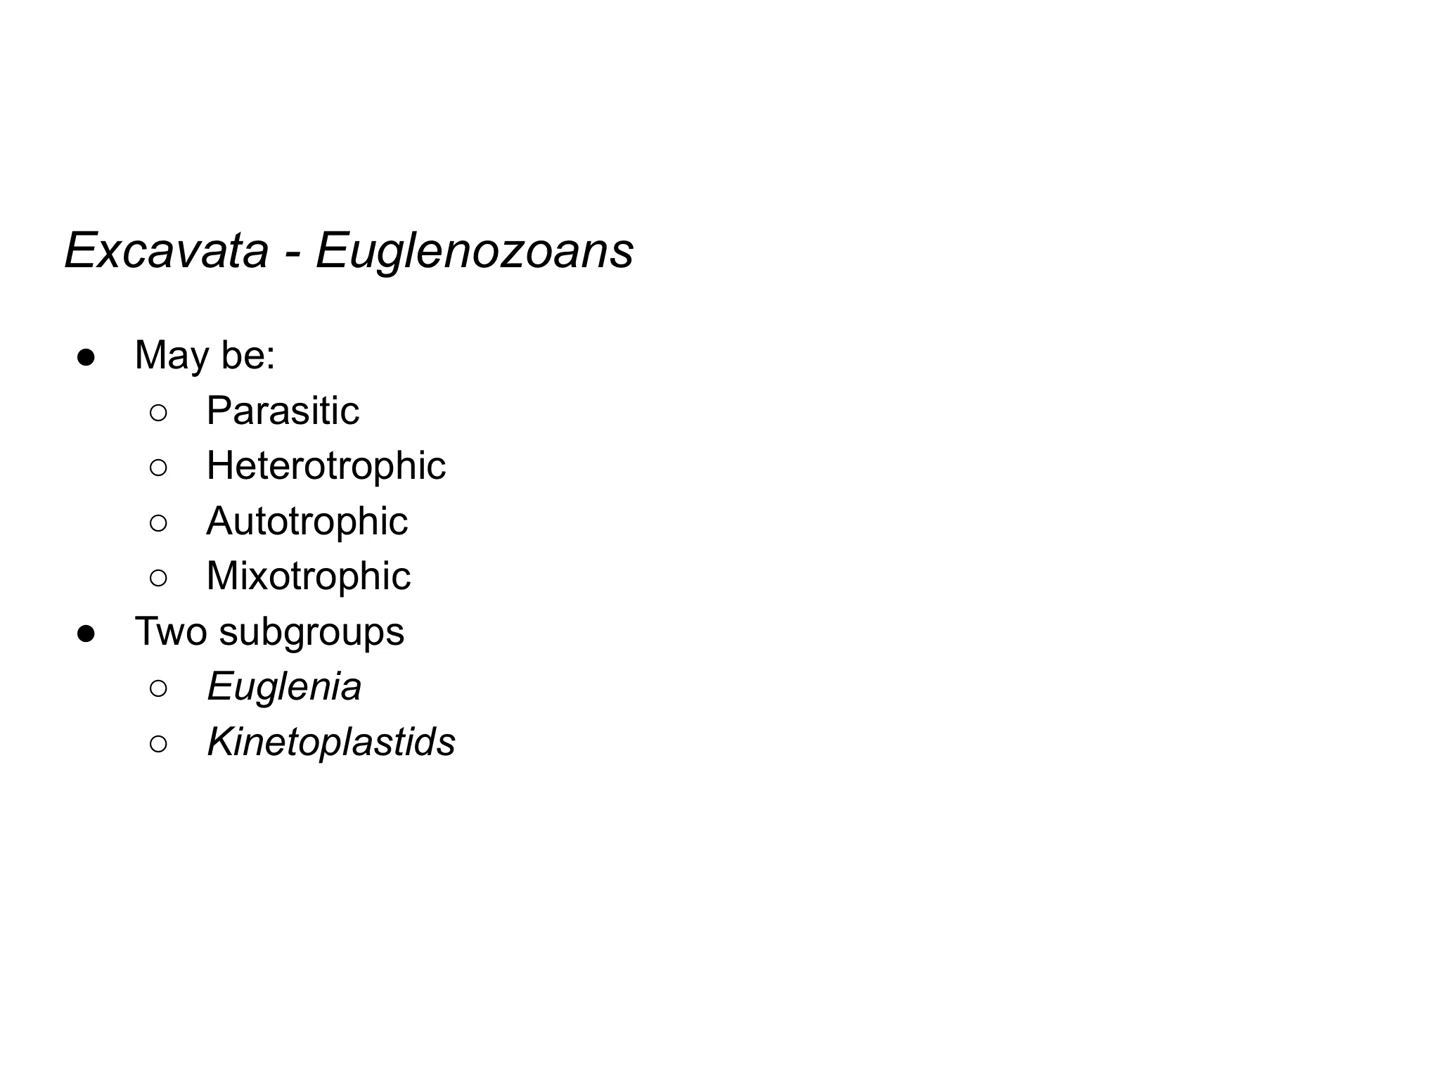 Excavata - Euglenozoans
● May be:
○ Parasitic
○ Heterotrophic
○ Autotrophic
○ Mixotrophic
● Two subgroups
○ Euglenia
○ Kinetoplastids